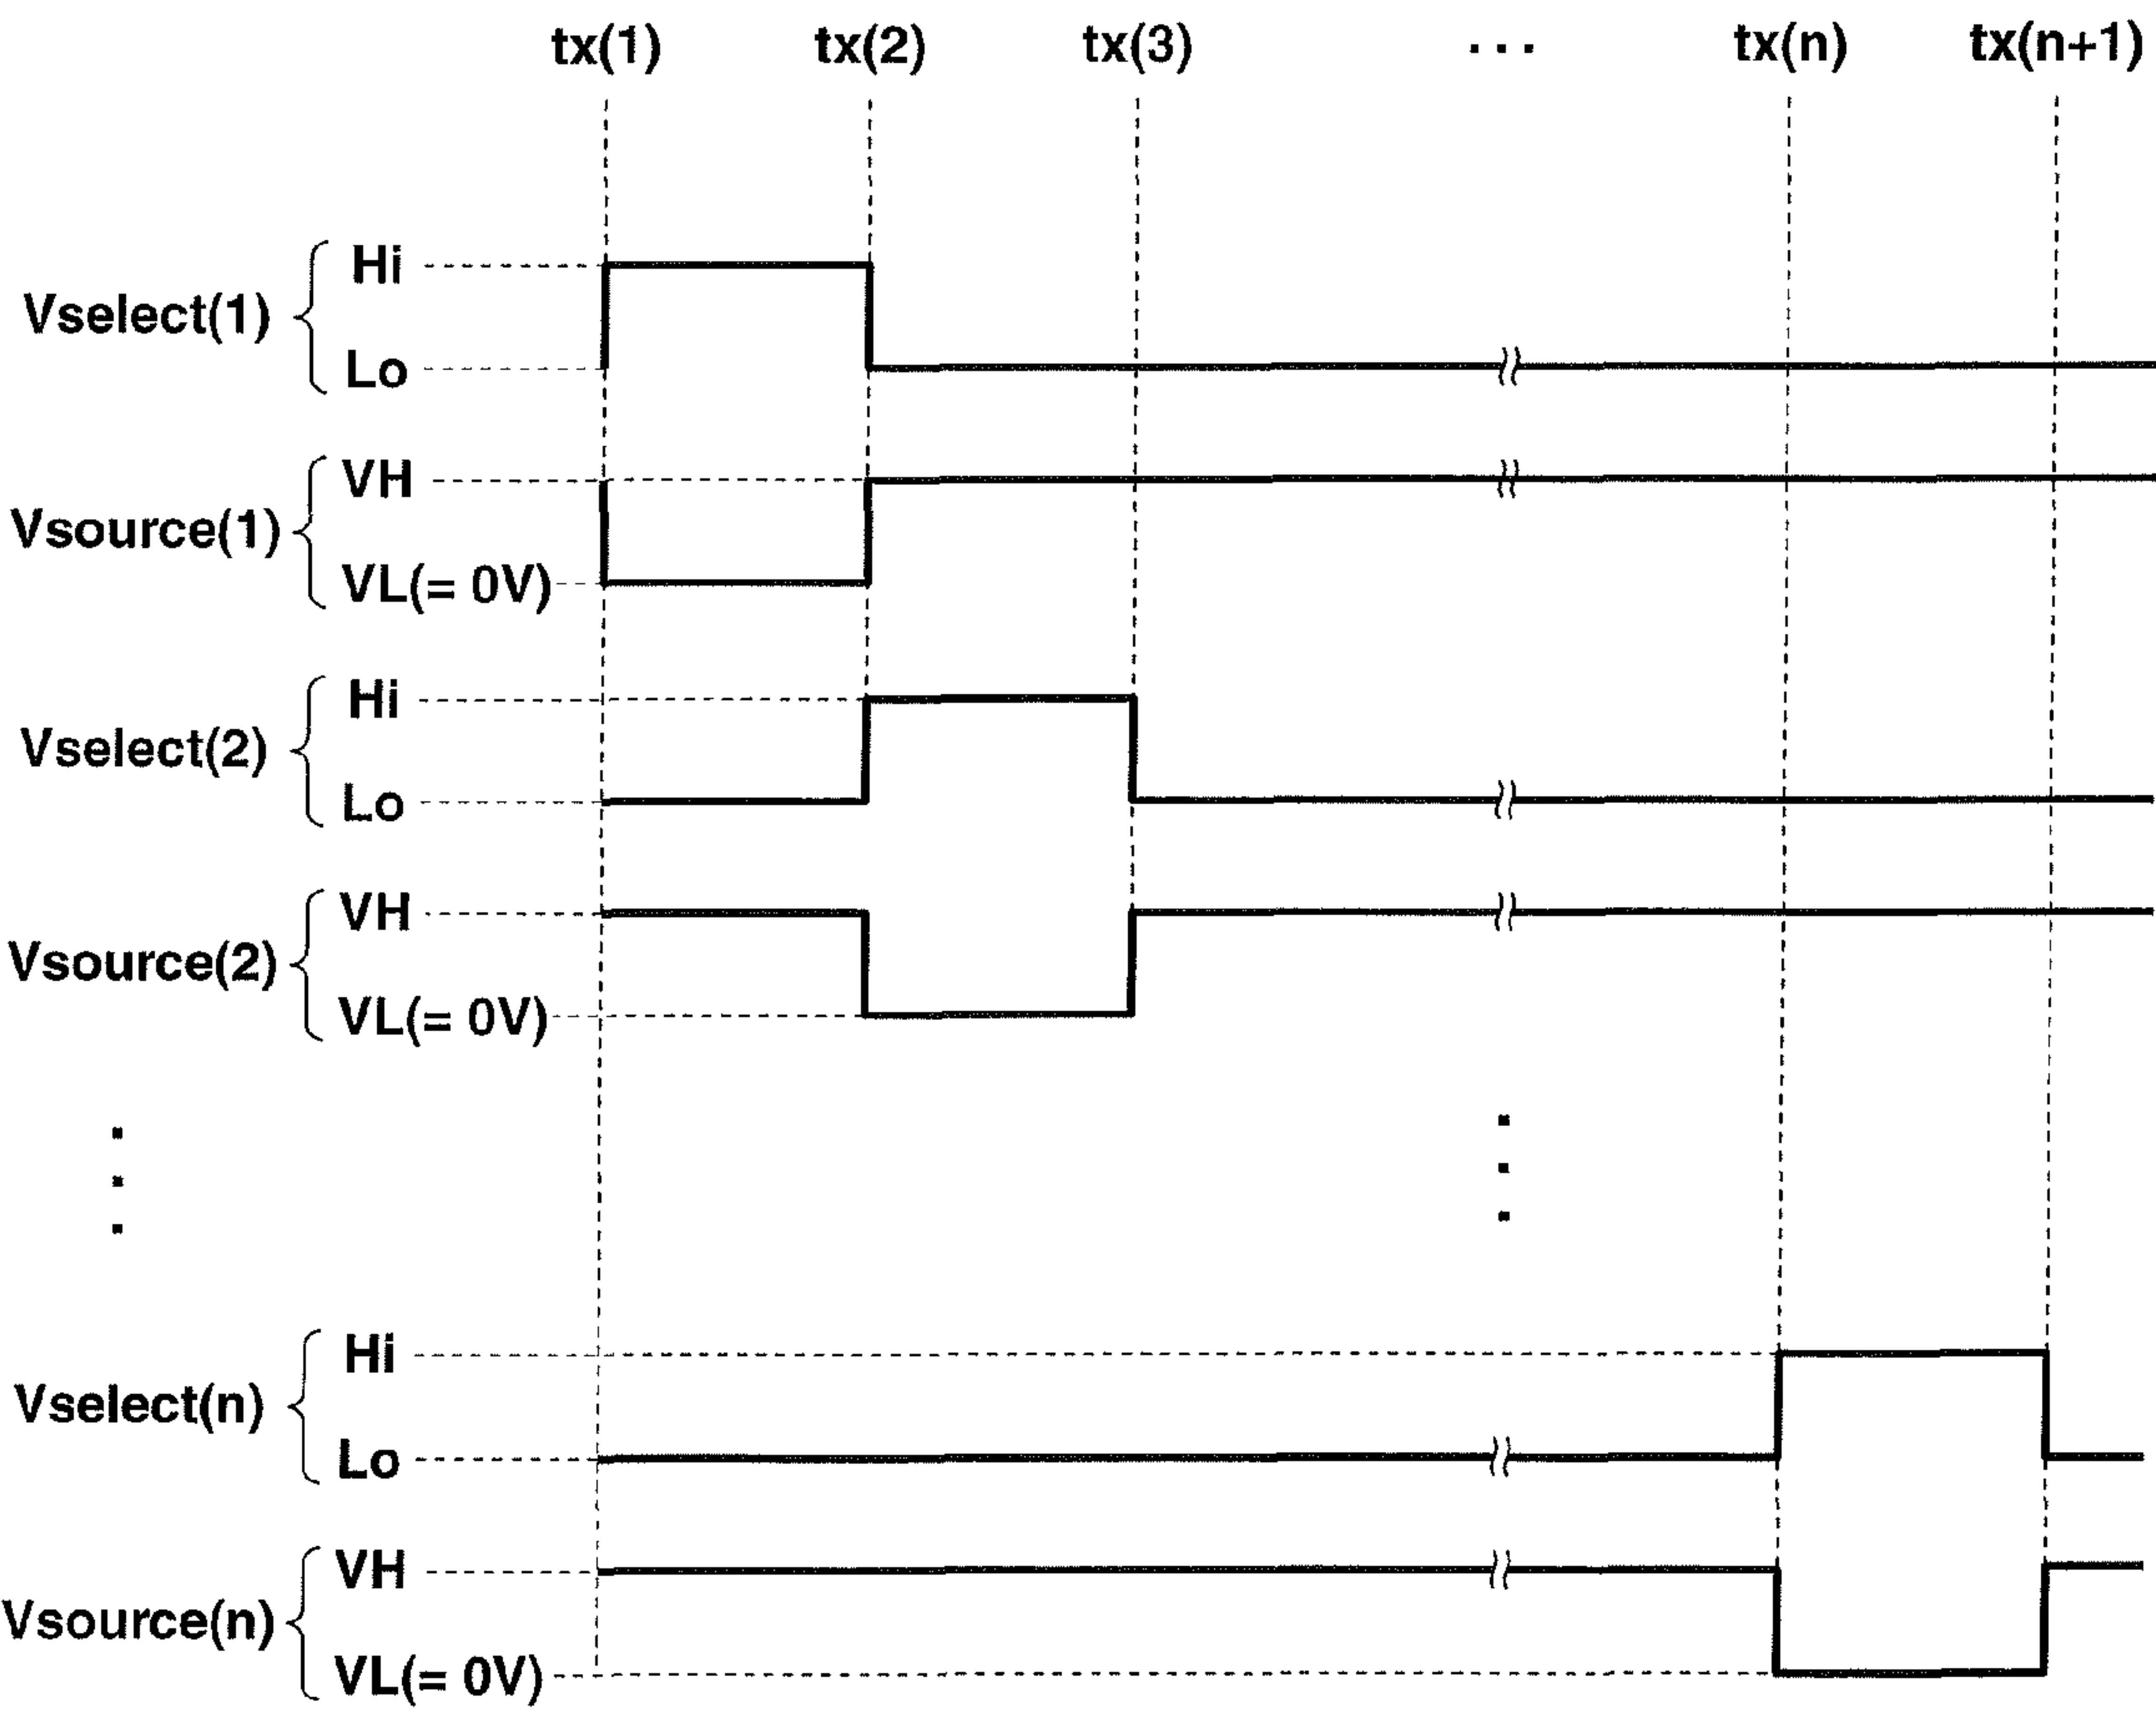 tx(1) tx(2) tx(3) ... tx(n) tx(n+1)
Hi
Vselect(1)
Lo
VH
Vsource(1)
VL(= 0V)
Hi
Vselect(2)
Lo
VH
Vsource(2)
VL(= 0V)
Hi
Vselect(n)
Lo
VH
Vsource(n)
VL(= 0V)